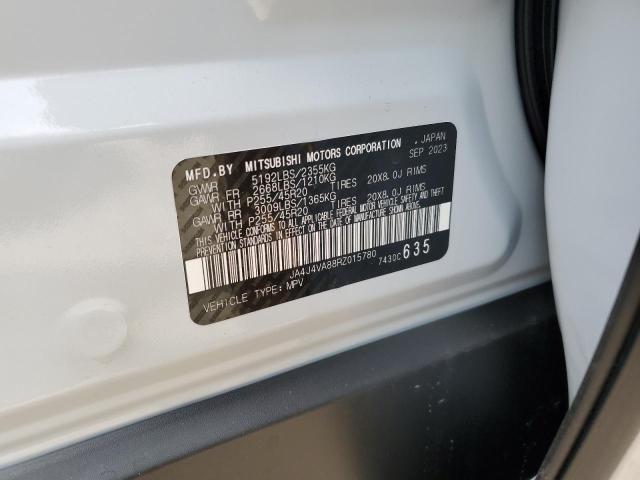 MFD.BY MITSUBISHI MOTORS CORPORATION . JAPAN
GVWR 5192LBS/2355KG SEP 2023
GAWR FR 2668LBS/1210KG TIRES 20X8.0J RIMS
P255/45R20
GAWR RR 3009LBS/1365KG TIRES 20X8.0J RIMS
P255/45R20
THIS VEHICLE CONFORMS TO ALL APPLICABLE FEDERAL MOTOR VEHICLE SAFETY AND THEFT
PREVENTION STANDARDS IN EFFECT ON THE DATE OF MANUFACTURE SHOWN ABOVE.
JA4J4VA88RZ015780 7430C 635
VEHICLE TYPE: MPV